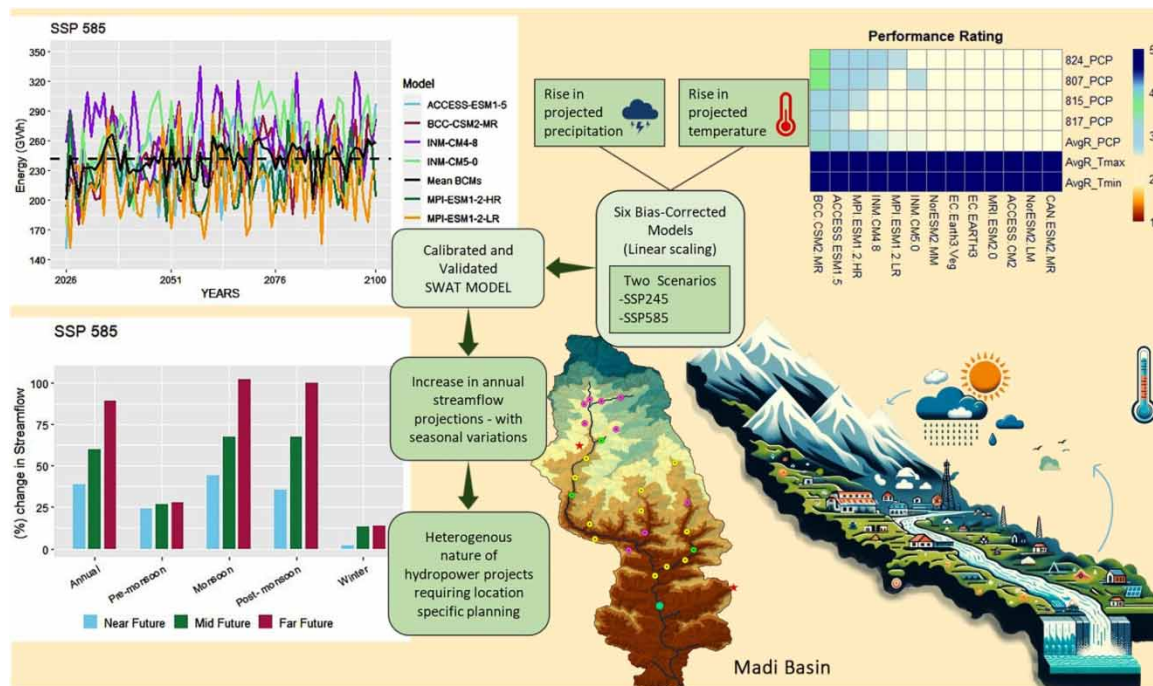 SSP 585
Energy (GWh)
350
330
290
260
230
200
170
140
2026
2051
2076
2100
YEARS
Model
ACCESS-ESM1-5
BCC-CSM2-MR
INM-CM4-8
INM-CM5-0
Mean BCMs
MPI-ESM1-2-HR
MPI-ESM1-2-LR
Rise in
projected
precipitation
Rise in
projected
temperature
Performance Rating
824_PCP
807_PCP
815_PCP
817_PCP
AvgR_PCP
AvgR_Tmax
AvgR_Tmin
5
4
3
2
1
BCC.CSM2.MR
ACCESS.ESM1.5
MPI.ESM1.2.HR
INM.CM4.8
MPI.ESM1.2.LR
INM.CM5.0
NorESM2.MM
EC.Earth3.Veg
EC.EARTH3
MRI.ESM2.0
ACCESS.CM2
NorESM2.LM
CAN.ESM2.MR
Six Bias-Corrected
Models
(Linear scaling)
Two Scenarios
-SSP245
-SSP585
Calibrated and
Validated
SWAT MODEL
Increase in annual
streamflow
projections - with
seasonal variations
Heterogenous
nature of
hydropower projects
requiring location
specific planning
SSP 585
(%) change in Streamflow
100
75
50
25
0
Annual
Pre-monsoon
Monsoon
Post- monsoon
Winter
Near Future
Mid Future
Far Future
Madi Basin